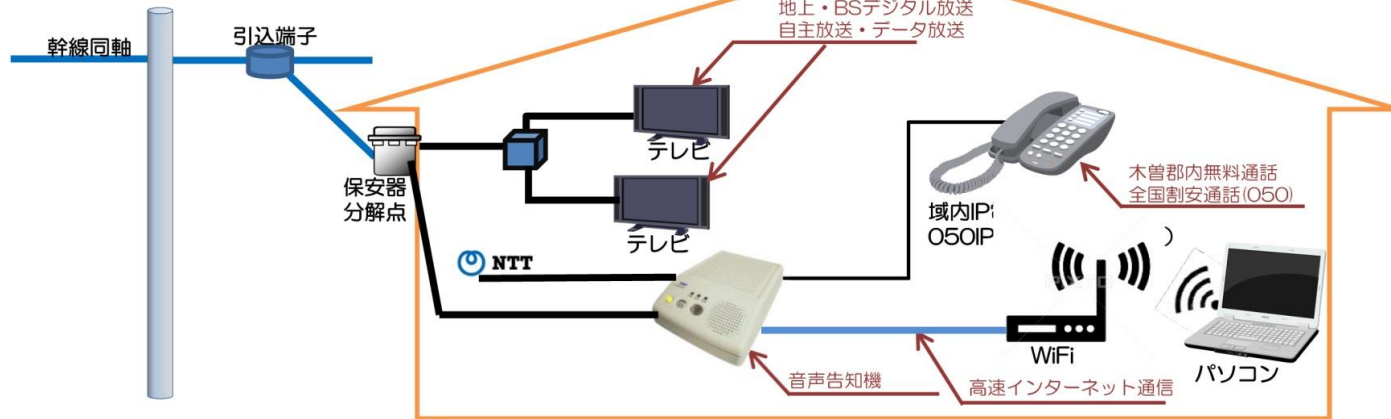 地上・BSデジタル放送
自主放送・データ放送
幹線同軸
引込端子
テレビ
保安器
分解点
テレビ
NTT
木曽郡内無料通話
全国割安通話(050)
域内IP
050IP
)
WiFi
パソコン
音声告知機
高速インターネット通信